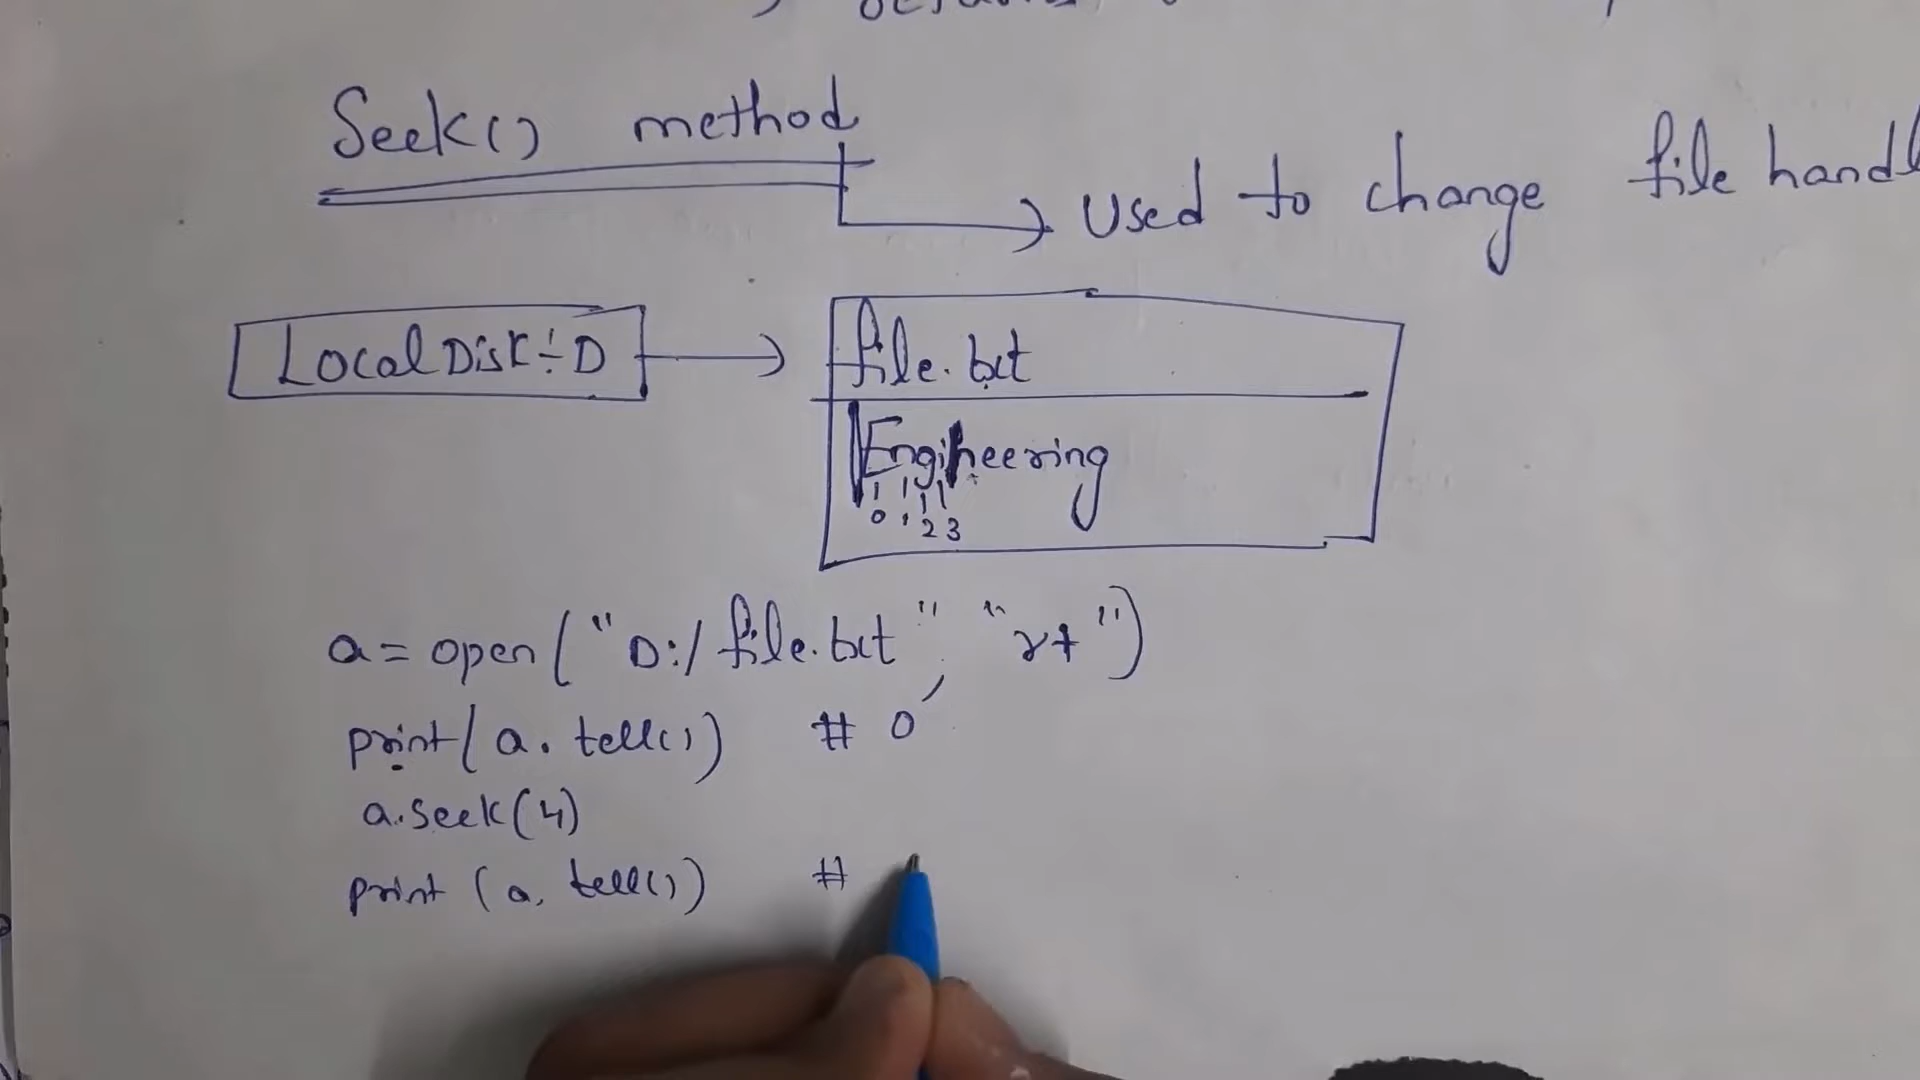 Seek() method
Used to change file handl
Local Disk:- D
file.txt
Engineering
0 1 2 3
a = open("D:/file.txt", "r+")
print(a.tell()) # 0
a.seek(4)
print(a.tell()) #